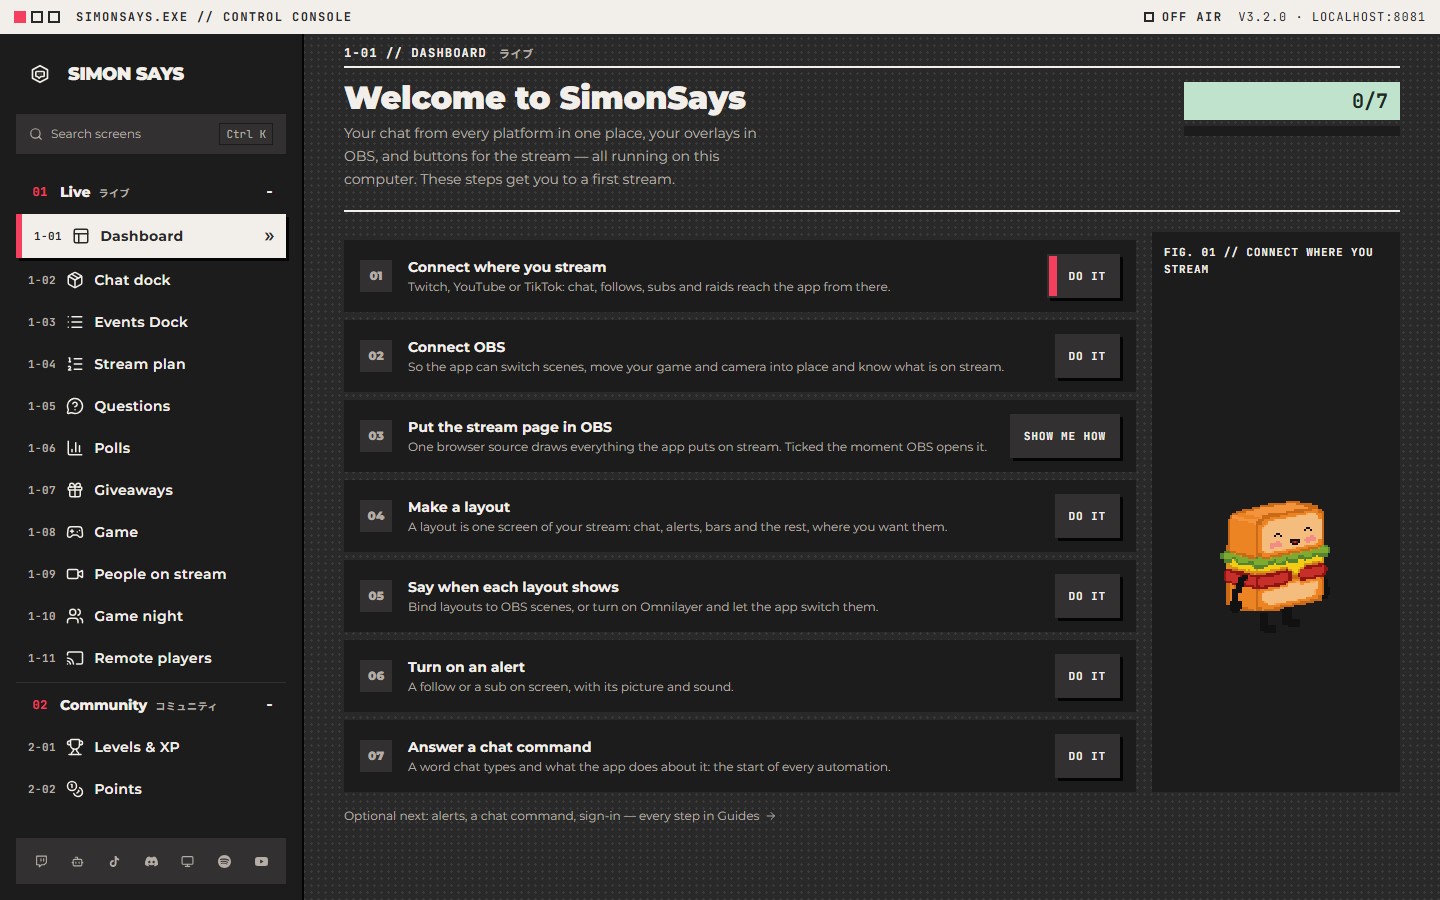 SIMONSAYS.EXE // CONTROL CONSOLE
OFF AIR V3.2.0 · LOCALHOST:8081
SIMON SAYS
Search screens Ctrl K
01 Live ライブ -
1-01 Dashboard »
1-02 Chat dock
1-03 Events Dock
1-04 Stream plan
1-05 Questions
1-06 Polls
1-07 Giveaways
1-08 Game
1-09 People on stream
1-10 Game night
1-11 Remote players
02 Community コミュニティ -
2-01 Levels & XP
2-02 Points
1-01 // DASHBOARD ライブ
Welcome to SimonSays
Your chat from every platform in one place, your overlays in
OBS, and buttons for the stream — all running on this
computer. These steps get you to a first stream.
0/7
01 Connect where you stream
Twitch, YouTube or TikTok: chat, follows, subs and raids reach the app from there.
DO IT
02 Connect OBS
So the app can switch scenes, move your game and camera into place and know what is on stream.
DO IT
03 Put the stream page in OBS
One browser source draws everything the app puts on stream. Ticked the moment OBS opens it.
SHOW ME HOW
04 Make a layout
A layout is one screen of your stream: chat, alerts, bars and the rest, where you want them.
DO IT
05 Say when each layout shows
Bind layouts to OBS scenes, or turn on Omnilayer and let the app switch them.
DO IT
06 Turn on an alert
A follow or a sub on screen, with its picture and sound.
DO IT
07 Answer a chat command
A word chat types and what the app does about it: the start of every automation.
DO IT
Optional next: alerts, a chat command, sign-in — every step in Guides →
FIG. 01 // CONNECT WHERE YOU
STREAM